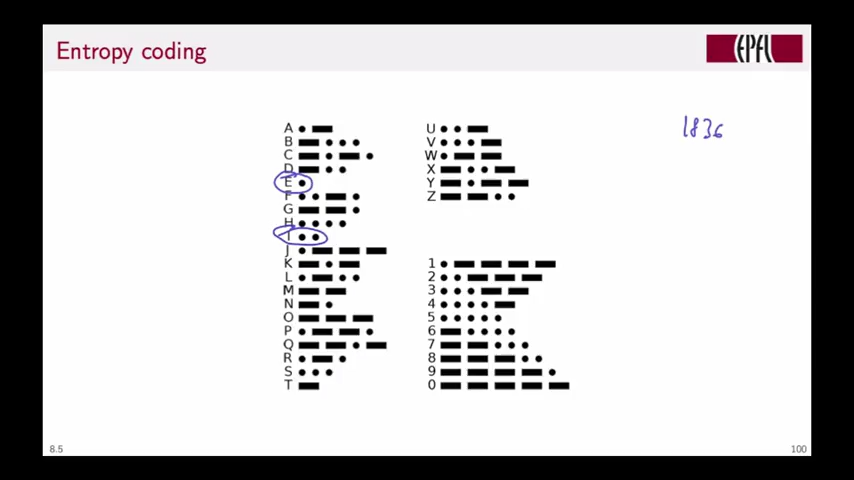 Entropy coding
EPFL
1836
A
B
C
D
E
F
G
H
I
J
K
L
M
N
O
P
Q
R
S
T
U
V
W
X
Y
Z
1
2
3
4
5
6
7
8
9
0
8.5
100